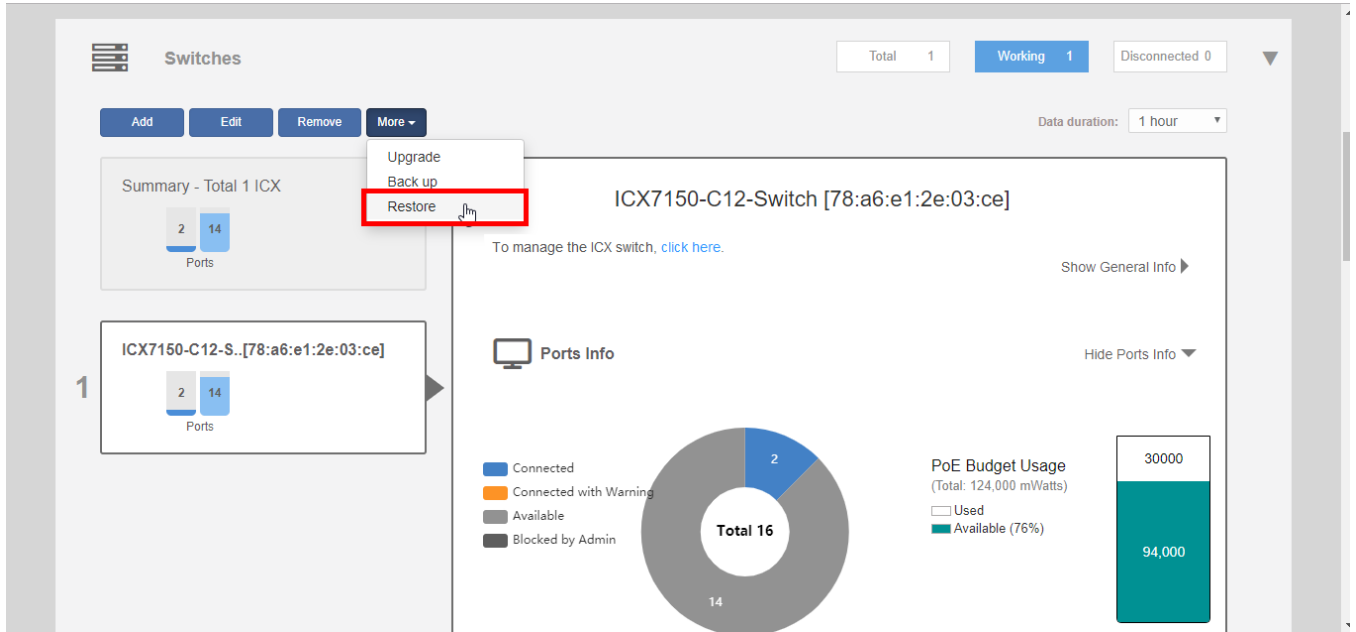 Switches
Total 1
Working 1
Disconnected 0
Add
Edit
Remove
More
Data duration:
1 hour
Upgrade
Back up
Restore
Summary - Total 1 ICX
2 14
Ports
ICX7150-C12-Switch [78:a6:e1:2e:03:ce]
To manage the ICX switch, click here.
Show General Info
1
ICX7150-C12-S..[78:a6:e1:2e:03:ce]
2 14
Ports
Ports Info
Hide Ports Info
Connected
Connected with Warning
Available
Blocked by Admin
2
Total 16
14
PoE Budget Usage
(Total: 124,000 mWatts)
Used
Available (76%)
30000
94,000